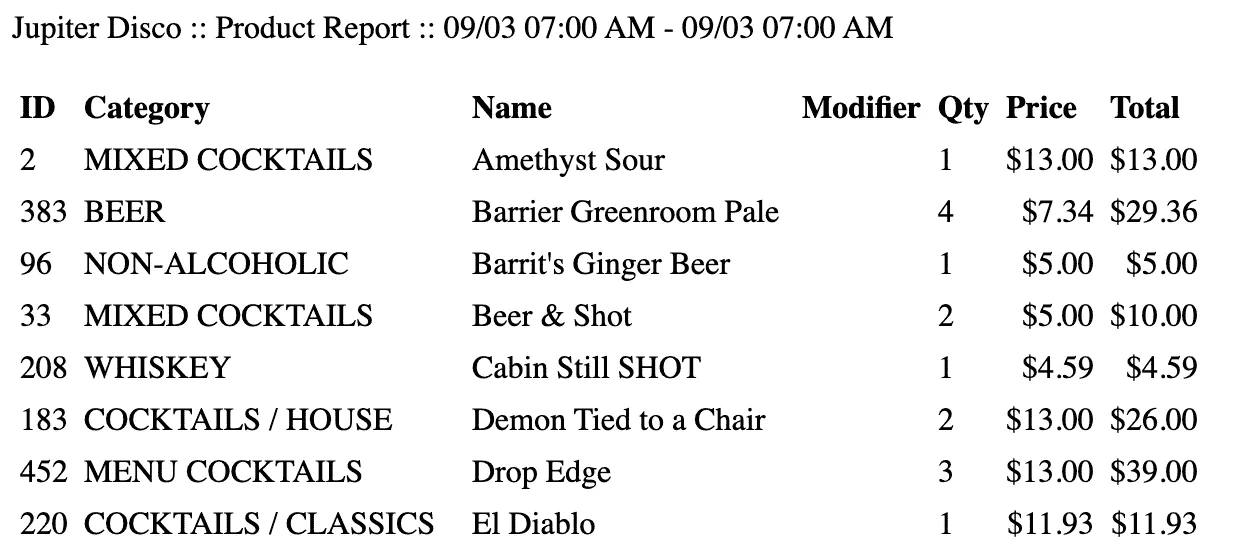 Jupiter Disco :: Product Report :: 09/03 07:00 AM - 09/03 07:00 AM
ID Category Name Modifier Qty Price Total
2 MIXED COCKTAILS Amethyst Sour 1 $13.00 $13.00
383 BEER Barrier Greenroom Pale 4 $7.34 $29.36
96 NON-ALCOHOLIC Barrit's Ginger Beer 1 $5.00 $5.00
33 MIXED COCKTAILS Beer & Shot 2 $5.00 $10.00
208 WHISKEY Cabin Still SHOT 1 $4.59 $4.59
183 COCKTAILS / HOUSE Demon Tied to a Chair 2 $13.00 $26.00
452 MENU COCKTAILS Drop Edge 3 $13.00 $39.00
220 COCKTAILS / CLASSICS El Diablo 1 $11.93 $11.93